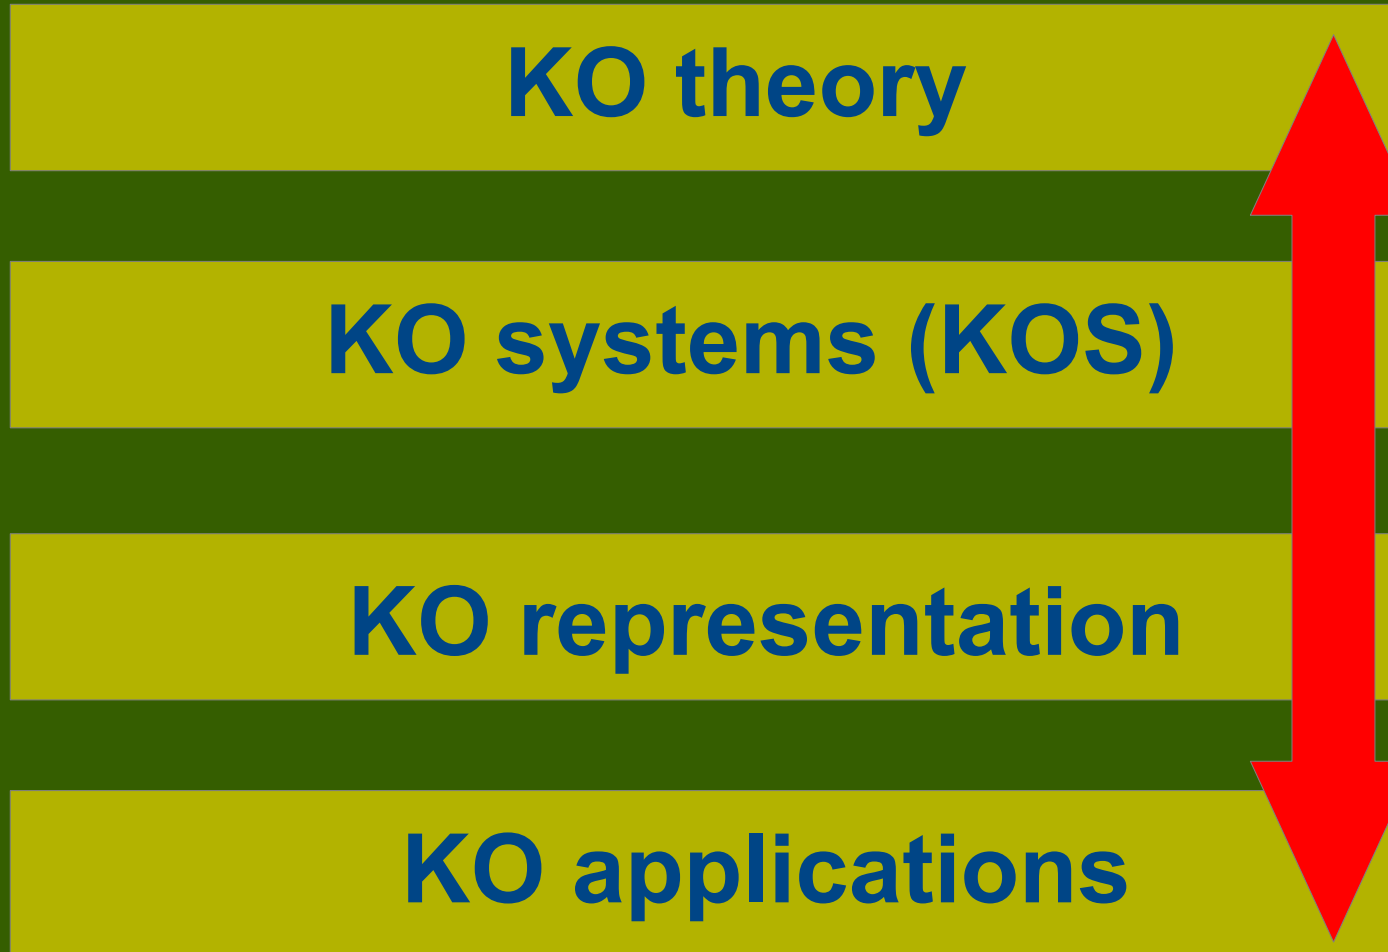 KO theory
KO systems (KOS)
KO representation
KO applications